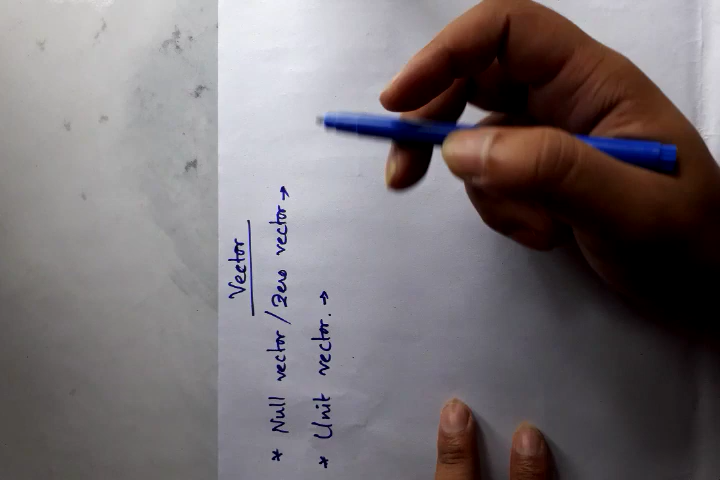 Vector
* Null vector / Zero vector →
* Unit vector. →